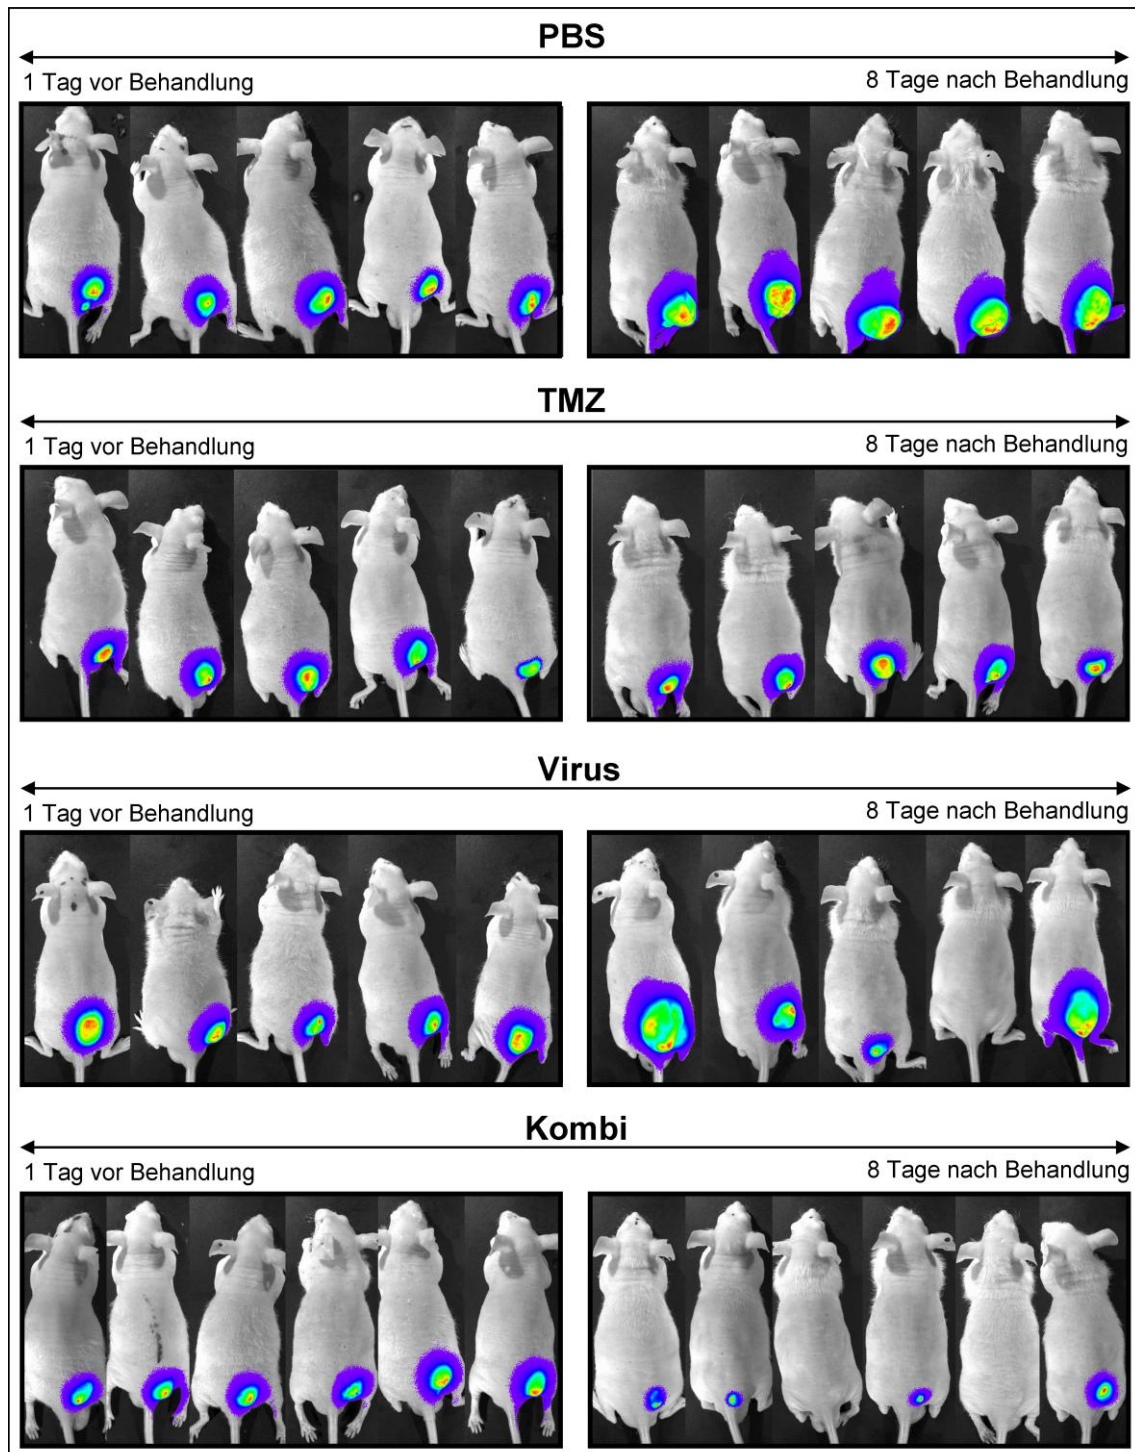 PBS
1 Tag vor Behandlung 8 Tage nach Behandlung
TMZ
1 Tag vor Behandlung 8 Tage nach Behandlung
Virus
1 Tag vor Behandlung 8 Tage nach Behandlung
Kombi
1 Tag vor Behandlung 8 Tage nach Behandlung